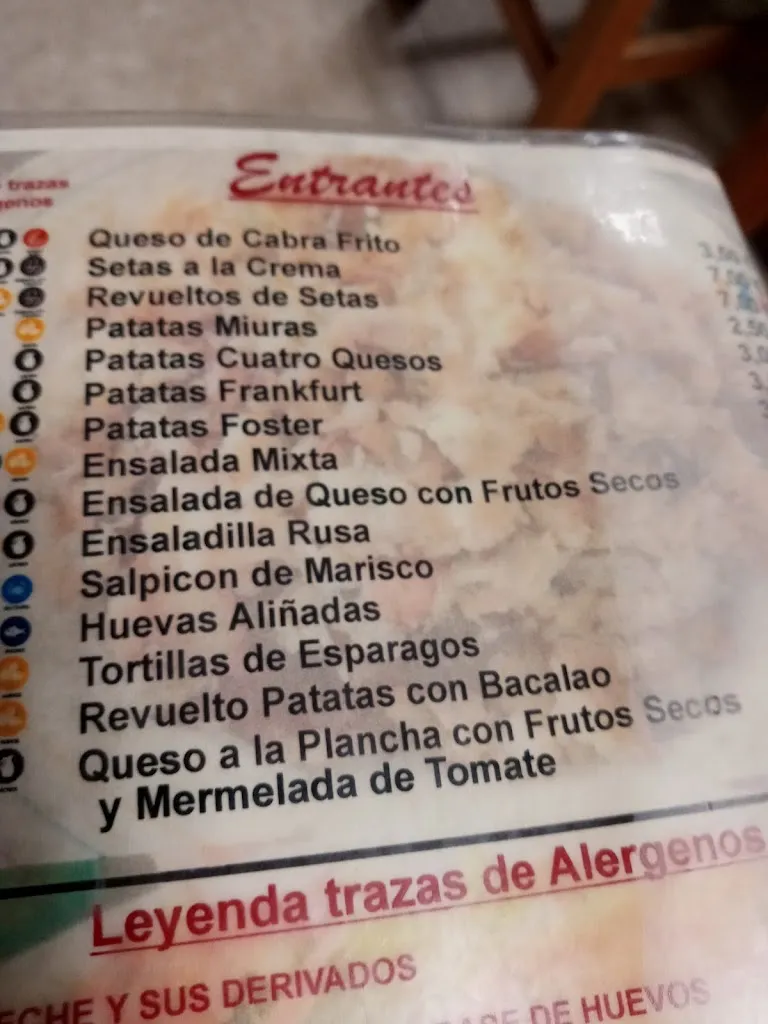 trazas
Entrantes
Queso de Cabra Frito
Setas a la Crema
Revueltos de Setas
Patatas Miuras
2,50
Patatas Cuatro Quesos
Patatas Frankfurt
Patatas Foster
Ensalada Mixta
Ensalada de Queso con Frutos Secos
Ensaladilla Rusa
Salpicon de Marisco
Huevas Aliñadas
Tortillas de Esparagos
Revuelto Patatas con Bacalao
Queso a la Plancha con Frutos Secos
y Mermelada de Tomate
Leyenda trazas de Alergenos
ECHE Y SUS DERIVADOS
DE HUEVOS